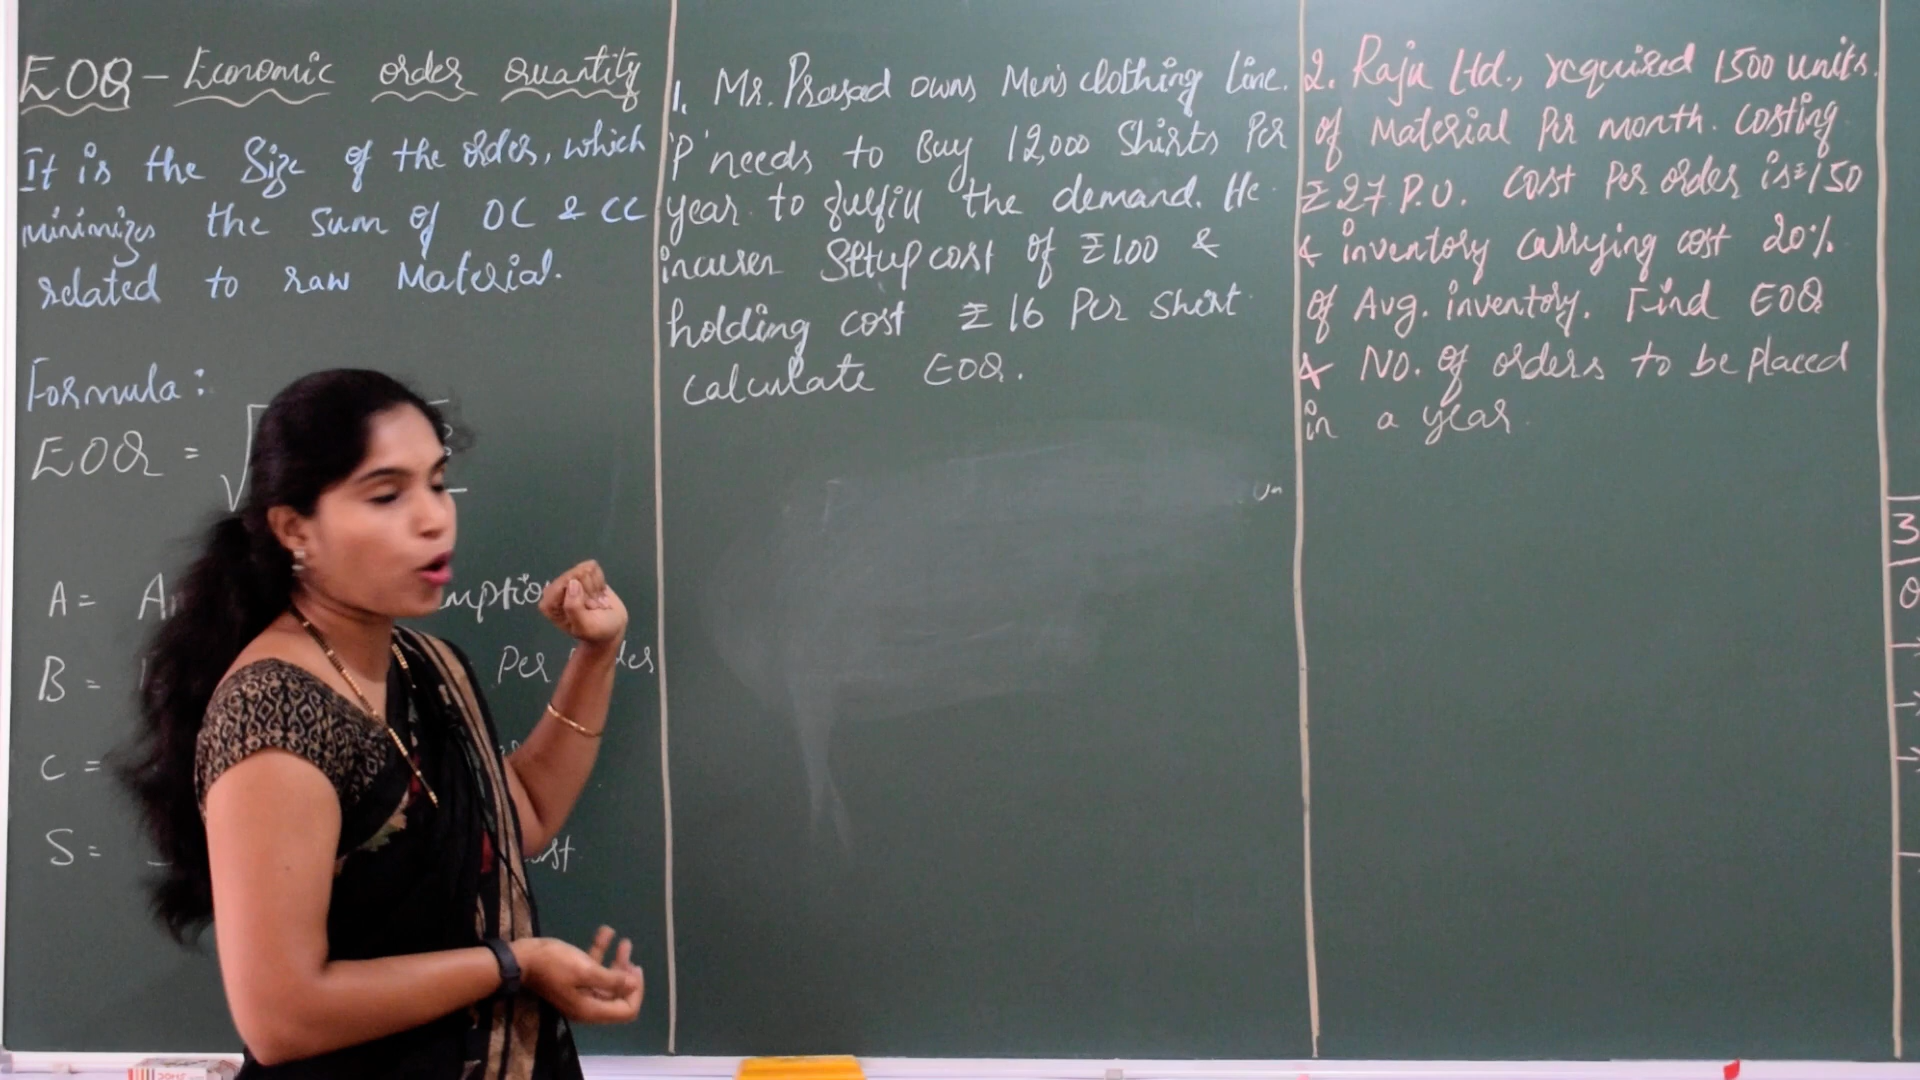 EOQ - Economic order quantity
It is the Size of the order, which
minimizes the sum of OC & CC
related to raw Material.
Formula:
EOQ =
A =
B = Per
C =
S =
1. Mr. Prasad owns Men's clothing Line.
'P' needs to Buy 12,000 Shirts Per
year to fulfill the demand. He
Setup cost of ₹100 &
holding cost ₹16 Per Shirt
calculate EOQ.
2. Raju Ltd., required 1500 units
of Material Per month. costing
₹27 P.U. cost Per order is ₹150
& inventory carrying cost 20%
of Avg. inventory. Find EOQ
& NO. of orders to be placed
in a year.
3